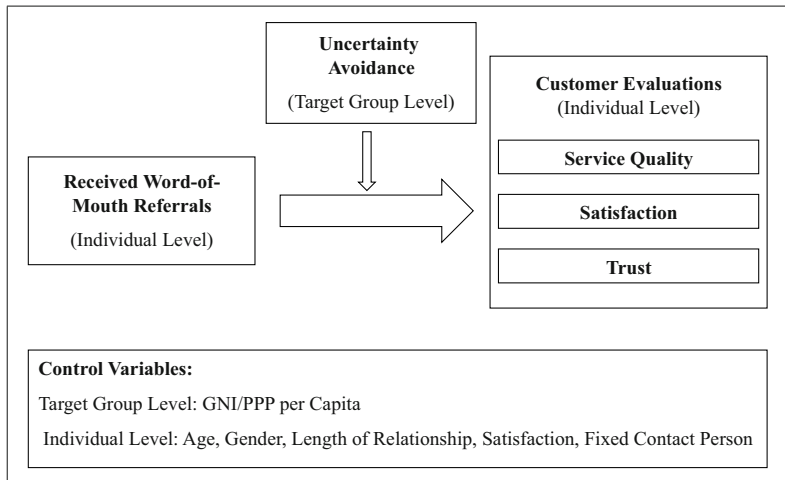 Uncertainty
Avoidance
(Target Group Level)
Customer Evaluations
(Individual Level)
Service Quality
Satisfaction
Trust
Received Word-of-
Mouth Referrals
(Individual Level)
Control Variables:
Target Group Level: GNI/PPP per Capita
Individual Level: Age, Gender, Length of Relationship, Satisfaction, Fixed Contact Person